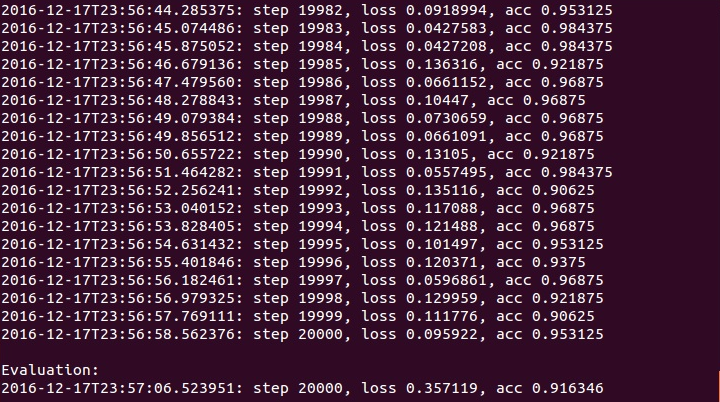 2016-12-17T23:56:44.285375: step 19982, loss 0.0918994, acc 0.953125
2016-12-17T23:56:45.074486: step 19983, loss 0.0427583, acc 0.984375
2016-12-17T23:56:45.875052: step 19984, loss 0.0427208, acc 0.984375
2016-12-17T23:56:46.679136: step 19985, loss 0.136316, acc 0.921875
2016-12-17T23:56:47.479560: step 19986, loss 0.0661152, acc 0.96875
2016-12-17T23:56:48.278843: step 19987, loss 0.10447, acc 0.96875
2016-12-17T23:56:49.079384: step 19988, loss 0.0730659, acc 0.96875
2016-12-17T23:56:49.856512: step 19989, loss 0.0661091, acc 0.96875
2016-12-17T23:56:50.655722: step 19990, loss 0.13105, acc 0.921875
2016-12-17T23:56:51.464282: step 19991, loss 0.0557495, acc 0.984375
2016-12-17T23:56:52.256241: step 19992, loss 0.135116, acc 0.90625
2016-12-17T23:56:53.040152: step 19993, loss 0.117088, acc 0.96875
2016-12-17T23:56:53.828405: step 19994, loss 0.121488, acc 0.96875
2016-12-17T23:56:54.631432: step 19995, loss 0.101497, acc 0.953125
2016-12-17T23:56:55.401846: step 19996, loss 0.120371, acc 0.9375
2016-12-17T23:56:56.182461: step 19997, loss 0.0596861, acc 0.96875
2016-12-17T23:56:56.979325: step 19998, loss 0.129959, acc 0.921875
2016-12-17T23:56:57.769111: step 19999, loss 0.111776, acc 0.90625
2016-12-17T23:56:58.562376: step 20000, loss 0.095922, acc 0.953125
Evaluation:
2016-12-17T23:57:06.523951: step 20000, loss 0.357119, acc 0.916346